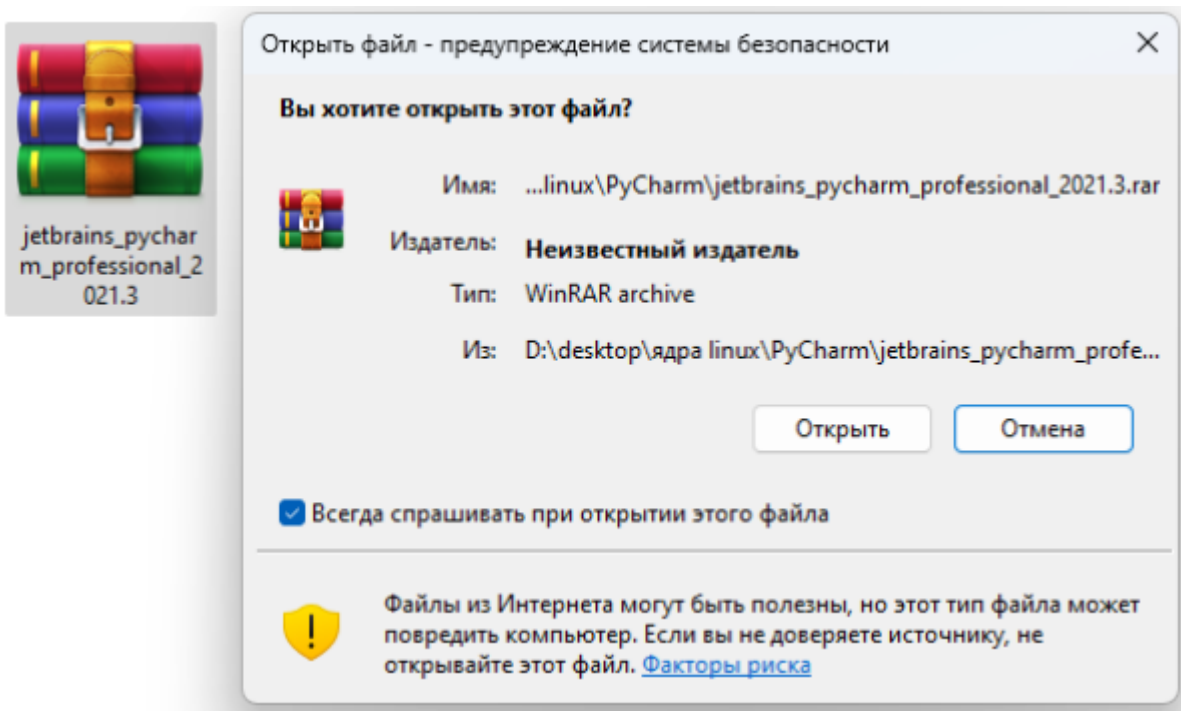 jetbrains_pychar
m_professional_2
021.3
Открыть файл - предупреждение системы безопасности
Вы хотите открыть этот файл?
Имя: ...linux\PyCharm\jetbrains_pycharm_professional_2021.3.rar
Издатель: Неизвестный издатель
Тип: WinRAR archive
Из: D:\desktop\ядра linux\PyCharm\jetbrains_pycharm_profe...
Открыть Отмена
Всегда спрашивать при открытии этого файла
Файлы из Интернета могут быть полезны, но этот тип файла может
повредить компьютер. Если вы не доверяете источнику, не
открывайте этот файл. Факторы риска